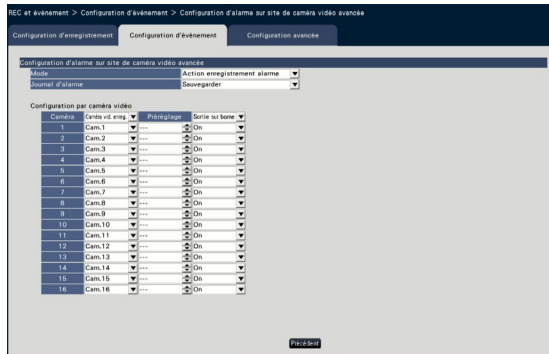 REC et événement > Configuration d'événement > Configuration d'alarme sur site de caméra vidéo avancée
Configuration d'enregistrement Configuration d'événement Configuration avancée
Configuration d'alarme sur site de caméra vidéo avancée
Mode Action enregistrement alarme
Journal d'alarme Sauvegarder
Configuration par caméra vidéo
Caméra Caméra vid. enreg. Préréglage Sortie sur borne
1 Cam.1 --- On
2 Cam.2 --- On
3 Cam.3 --- On
4 Cam.4 --- On
5 Cam.5 --- On
6 Cam.6 --- On
7 Cam.7 --- On
8 Cam.8 --- On
9 Cam.9 --- On
10 Cam.10 --- On
11 Cam.11 --- On
12 Cam.12 --- On
13 Cam.13 --- On
14 Cam.14 --- On
15 Cam.15 --- On
16 Cam.16 --- On
Précédent